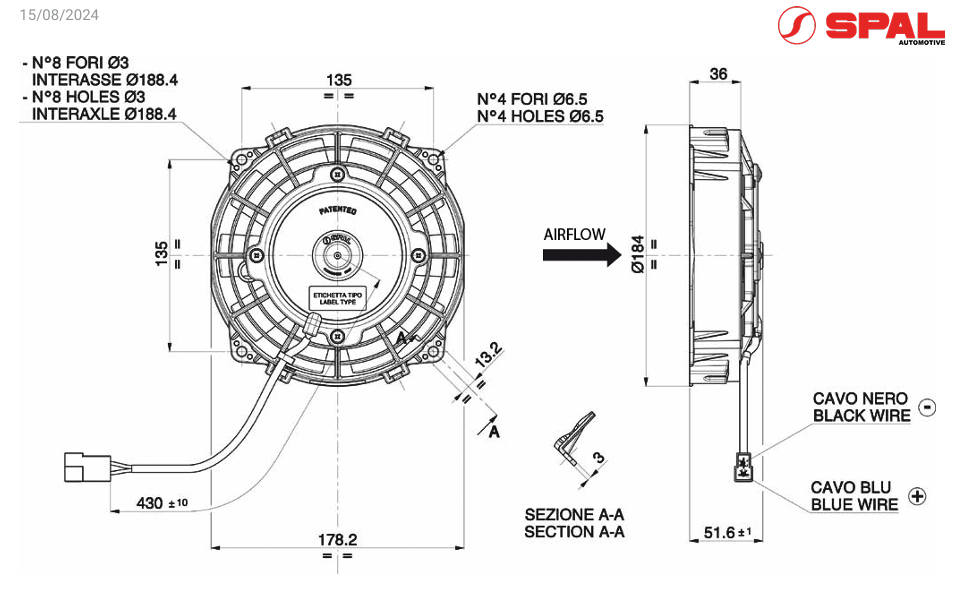 15/08/2024
SPAL
AUTOMOTIVE
- N°8 FORI Ø3
INTERASSE Ø188.4
- N°8 HOLES Ø3
INTERAXLE Ø188.4
135
=
=
N°4 FORI Ø6.5
N°4 HOLES Ø6.5
36
135
=
=
PATENTED
SPAL
ETICHETTA TIPO
LABEL TYPE
AIRFLOW
Ø184
=
=
A
13.2
=
=
A
3
SEZIONE A-A
SECTION A-A
CAVO NERO
BLACK WIRE -
CAVO BLU
BLUE WIRE +
430 ±10
178.2
=
=
51.6 ±1